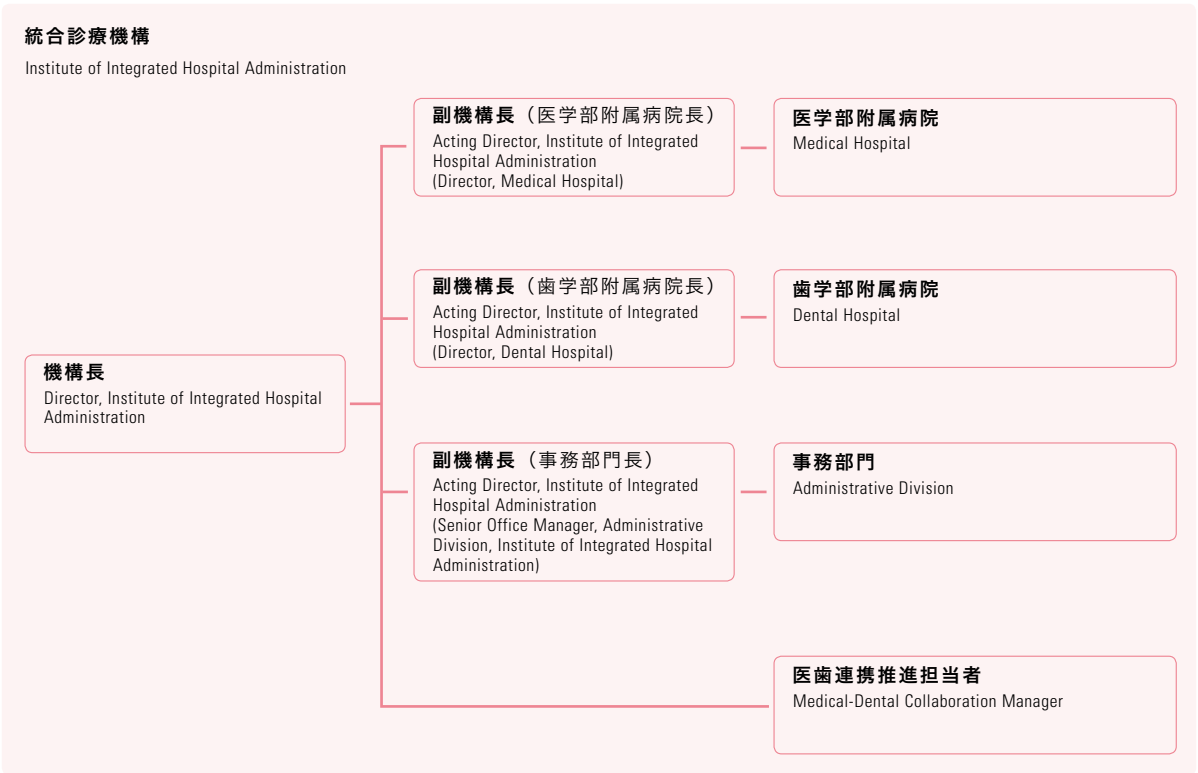 統合診療機構
Institute of Integrated Hospital Administration
機構長
Director, Institute of Integrated Hospital
Administration
副機構長（医学部附属病院長）
Acting Director, Institute of Integrated
Hospital Administration
(Director, Medical Hospital)
医学部附属病院
Medical Hospital
副機構長（歯学部附属病院長）
Acting Director, Institute of Integrated
Hospital Administration
(Director, Dental Hospital)
歯学部附属病院
Dental Hospital
副機構長（事務部門長）
Acting Director, Institute of Integrated
Hospital Administration
(Senior Office Manager, Administrative
Division, Institute of Integrated Hospital
Administration)
事務部門
Administrative Division
医歯連携推進担当者
Medical-Dental Collaboration Manager